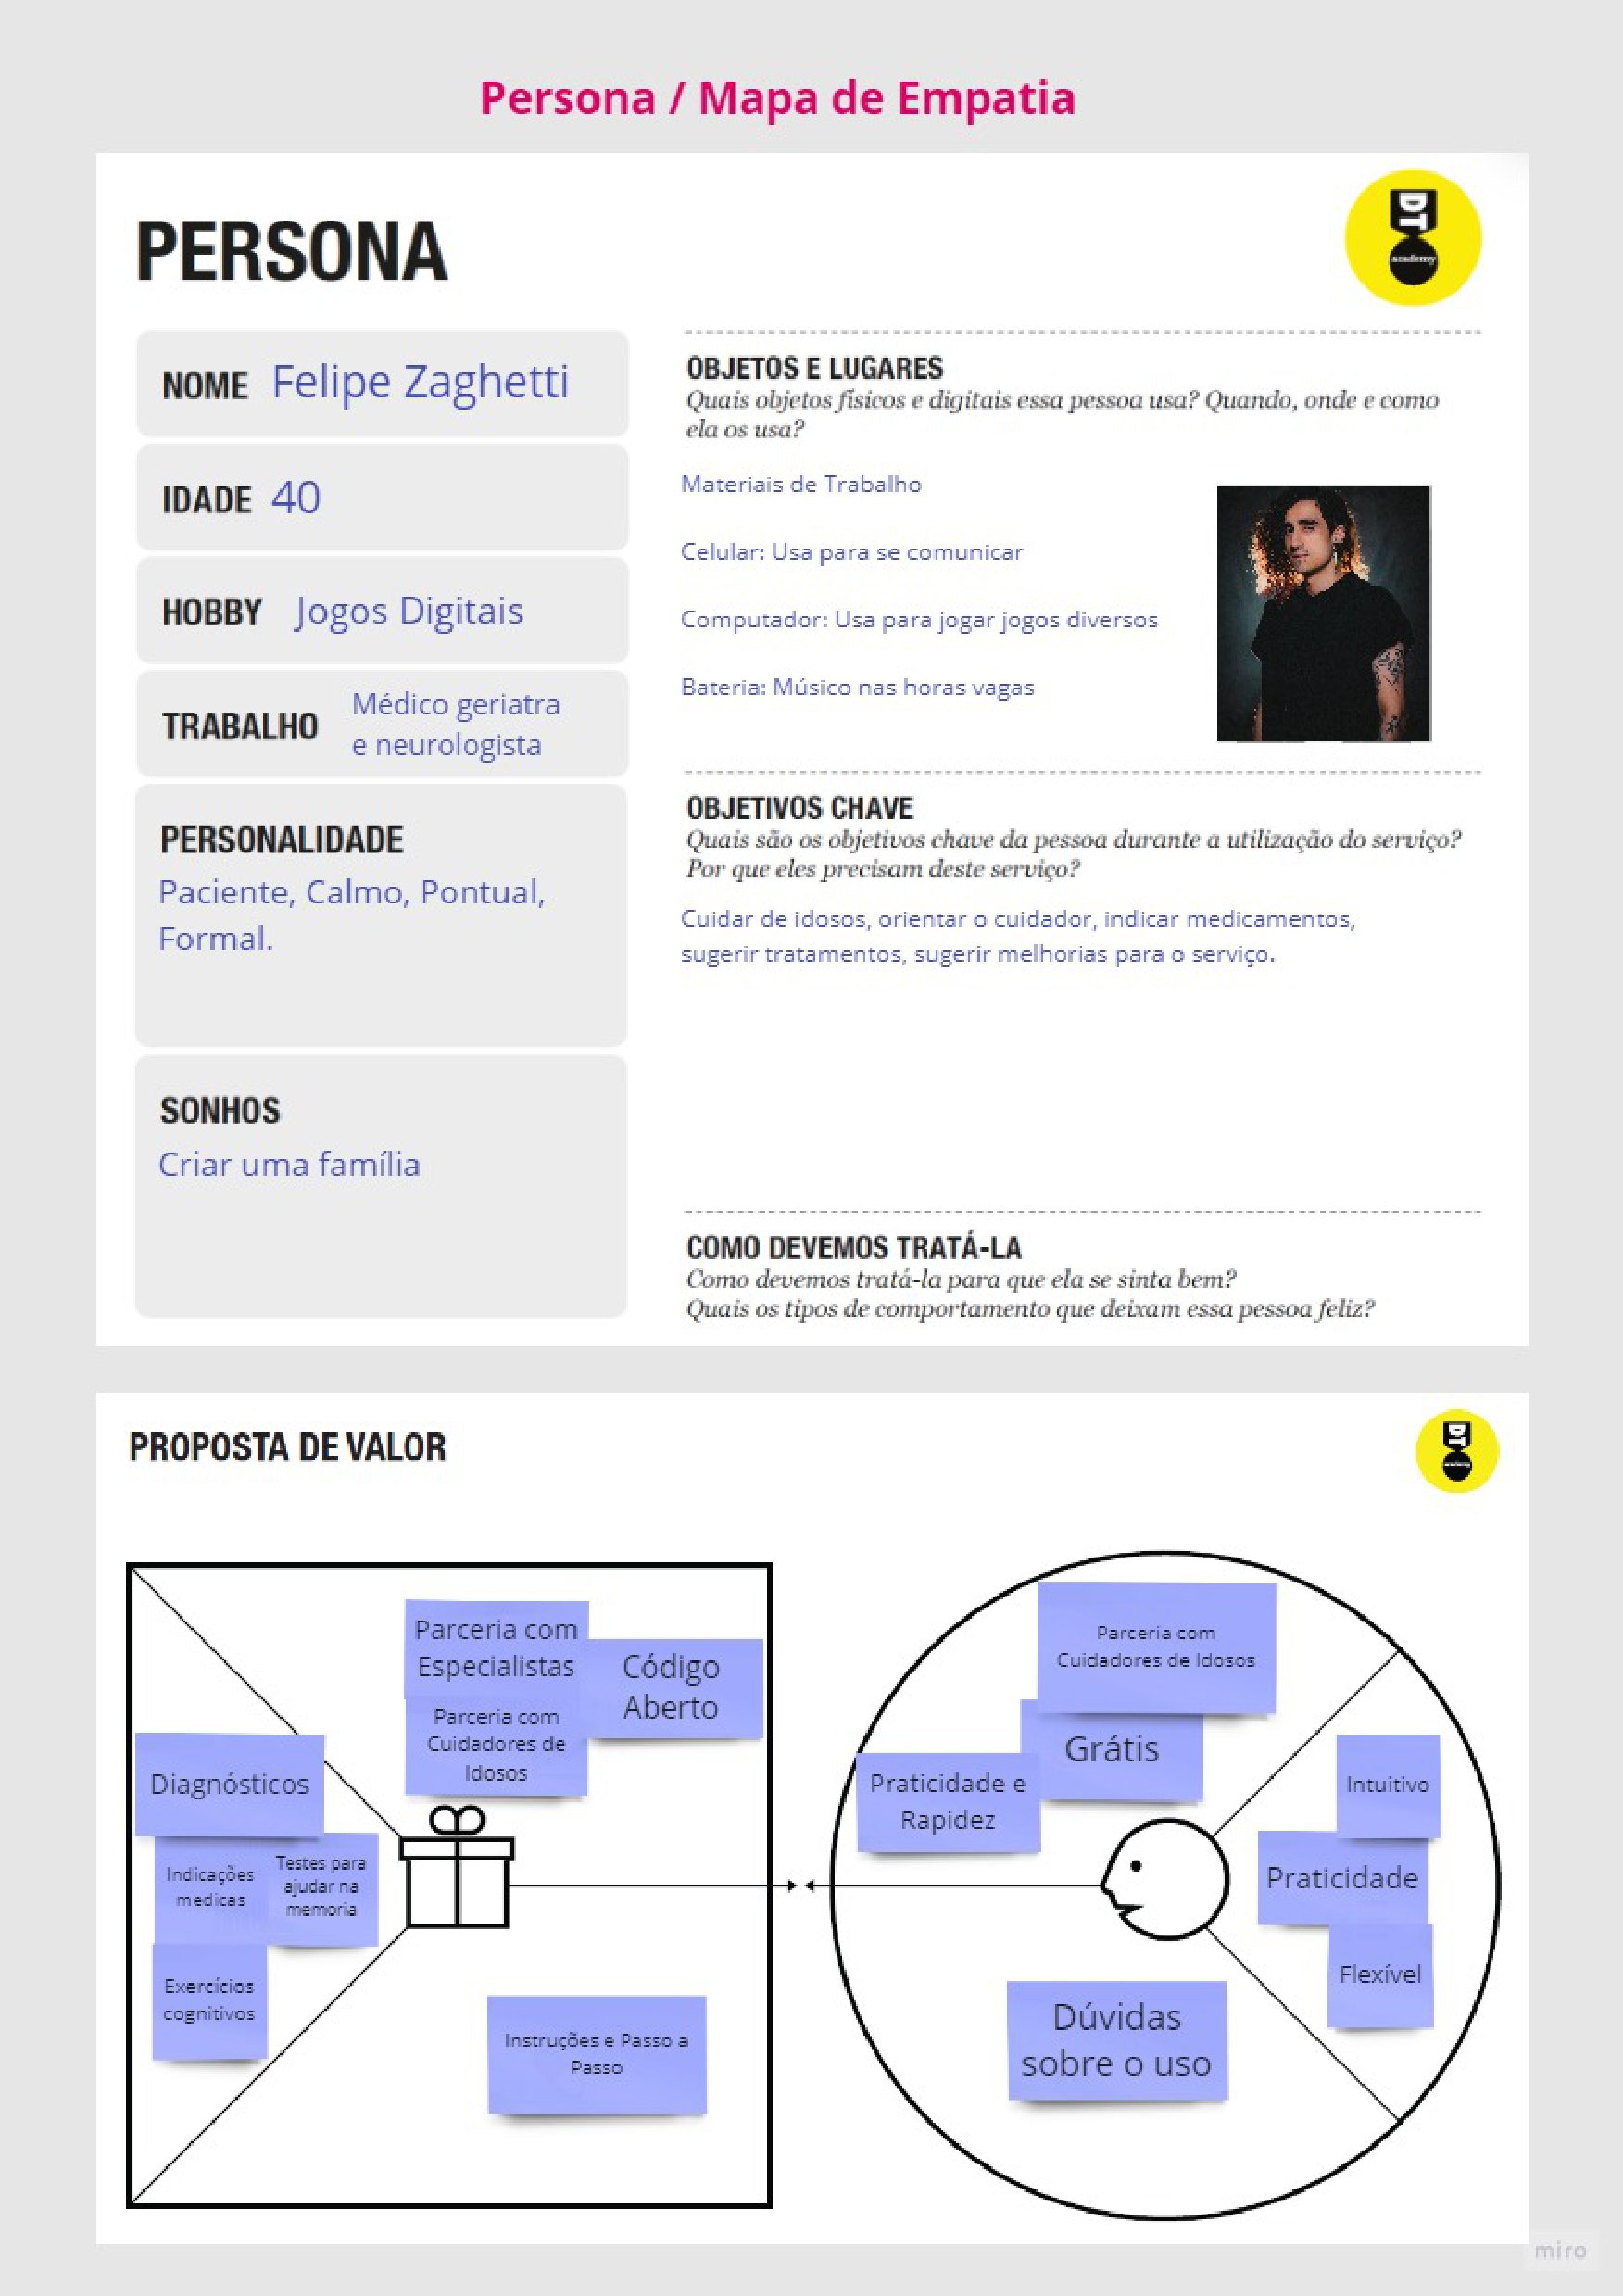 Persona / Mapa de Empatia
PERSONA
DT
academy
NOME Felipe Zaghetti
IDADE 40
HOBBY Jogos Digitais
TRABALHO Médico geriatra
e neurologista
PERSONALIDADE
Paciente, Calmo, Pontual,
Formal.
SONHOS
Criar uma família
OBJETOS E LUGARES
Quais objetos físicos e digitais essa pessoa usa? Quando, onde e como
ela os usa?
Materiais de Trabalho
Celular: Usa para se comunicar
Computador: Usa para jogar jogos diversos
Bateria: Músico nas horas vagas
OBJETIVOS CHAVE
Quais são os objetivos chave da pessoa durante a utilização do serviço?
Por que eles precisam deste serviço?
Cuidar de idosos, orientar o cuidador, indicar medicamentos,
sugerir tratamentos, sugerir melhorias para o serviço.
COMO DEVEMOS TRATÁ-LA
Como devemos tratá-la para que ela se sinta bem?
Quais os tipos de comportamento que deixam essa pessoa feliz?
PROPOSTA DE VALOR
DT
academy
Parceria com
Especialistas
Código
Aberto
Parceria com
Cuidadores de
Idosos
Diagnósticos
Indicações
medicas
Testes para
ajudar na
memoria
Exercícios
cognitivos
Instruções e Passo a
Passo
Parceria com
Cuidadores de Idosos
Grátis
Praticidade e
Rapidez
Intuitivo
Praticidade
Flexível
Dúvidas
sobre o uso
miro